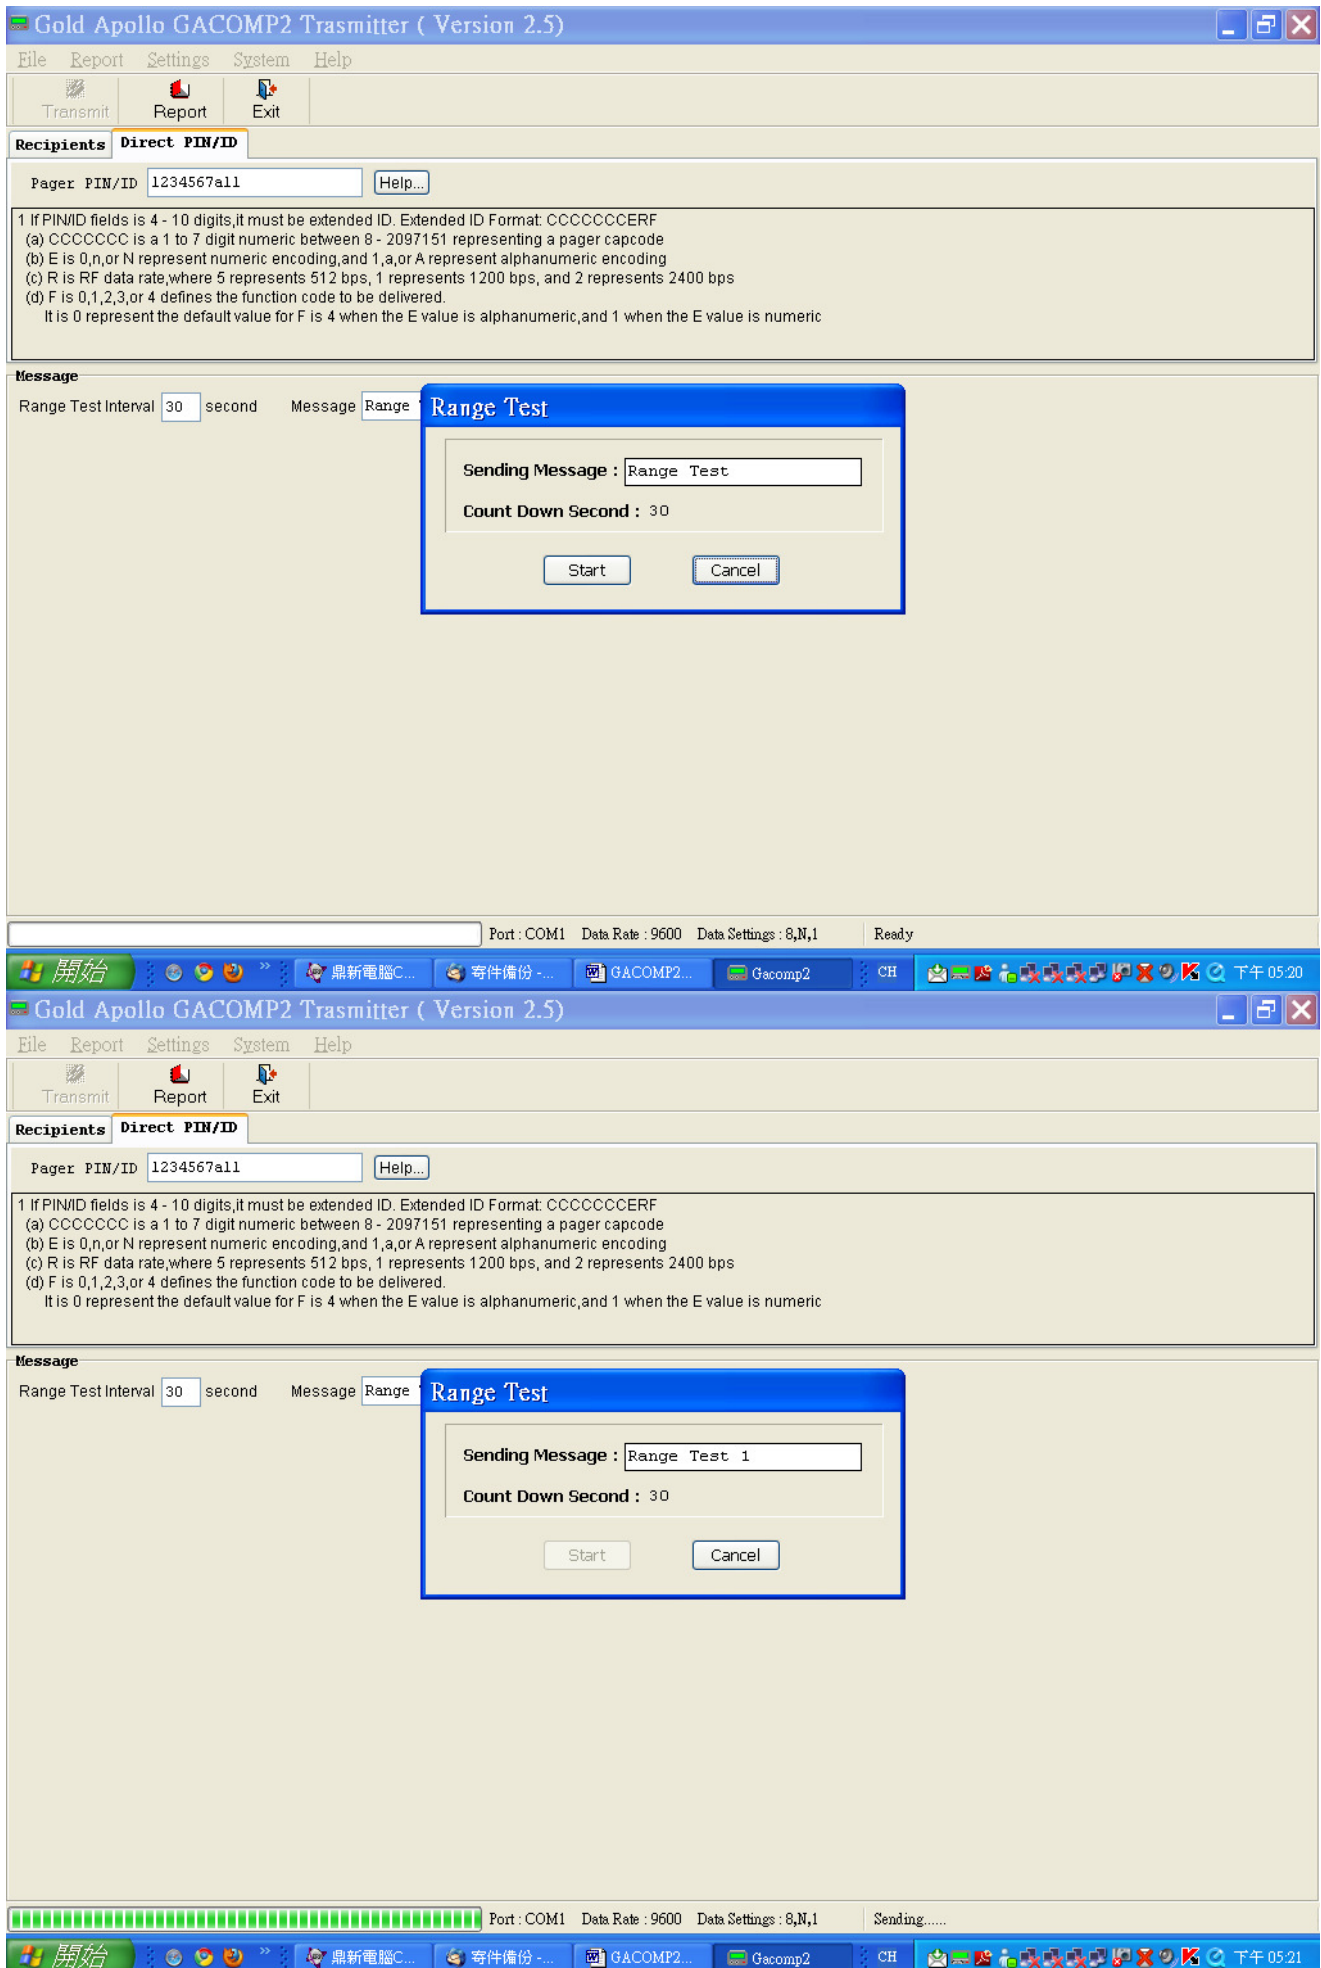 Gold Apollo GACOMP2 Trasmitter ( Version 2.5)
File Report Settings System Help
Transmit Report Exit
Recipients Direct PIN/ID
Pager PIN/ID 1234567a11 Help...
1 If PIN/ID fields is 4 - 10 digits,it must be extended ID. Extended ID Format: CCCCCCCERF
(a) CCCCCCC is a 1 to 7 digit numeric between 8 - 2097151 representing a pager capcode
(b) E is 0,n,or N represent numeric encoding,and 1,a,or A represent alphanumeric encoding
(c) R is RF data rate,where 5 represents 512 bps, 1 represents 1200 bps, and 2 represents 2400 bps
(d) F is 0,1,2,3,or 4 defines the function code to be delivered.
It is 0 represent the default value for F is 4 when the E value is alphanumeric,and 1 when the E value is numeric
Message
Range Test Interval 30 second Message Range
Range Test
Sending Message : Range Test
Count Down Second : 30
Start Cancel
Port : COM1 Data Rate : 9600 Data Settings : 8,N,1 Ready
開始 » 鼎新電腦C... 寄件備份 -... GACOMP2... Gacomp2 CH 下午 05:20
Gold Apollo GACOMP2 Trasmitter ( Version 2.5)
File Report Settings System Help
Transmit Report Exit
Recipients Direct PIN/ID
Pager PIN/ID 1234567a11 Help...
1 If PIN/ID fields is 4 - 10 digits,it must be extended ID. Extended ID Format: CCCCCCCERF
(a) CCCCCCC is a 1 to 7 digit numeric between 8 - 2097151 representing a pager capcode
(b) E is 0,n,or N represent numeric encoding,and 1,a,or A represent alphanumeric encoding
(c) R is RF data rate,where 5 represents 512 bps, 1 represents 1200 bps, and 2 represents 2400 bps
(d) F is 0,1,2,3,or 4 defines the function code to be delivered.
It is 0 represent the default value for F is 4 when the E value is alphanumeric,and 1 when the E value is numeric
Message
Range Test Interval 30 second Message Range
Range Test
Sending Message : Range Test 1
Count Down Second : 30
Start Cancel
Port : COM1 Data Rate : 9600 Data Settings : 8,N,1 Sending......
開始 » 鼎新電腦C... 寄件備份 -... GACOMP2... Gacomp2 CH 下午 05:21